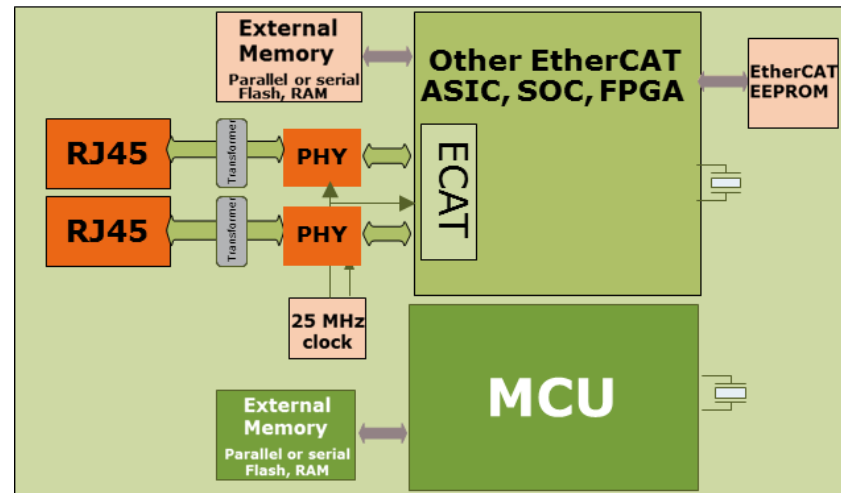 External
Memory
Parallel or serial
Flash, RAM
Other EtherCAT
ASIC, SOC, FPGA
EtherCAT
EEPROM
RJ45
Transformer
PHY
ECAT
RJ45
Transformer
PHY
25 MHz
clock
MCU
External
Memory
Parallel or serial
Flash, RAM